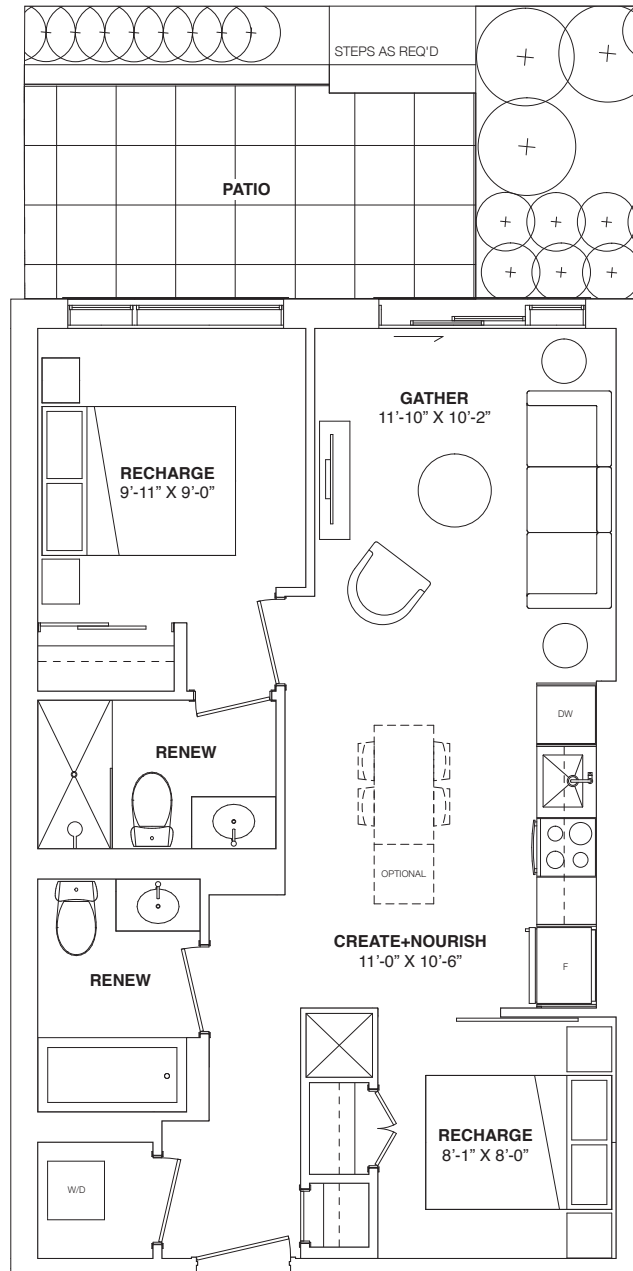 STEPS AS REQ'D
PATIO
GATHER
11'-10” X 10'-2”
RECHARGE
9'-11” X 9'-0”
DW
RENEW
OPTIONAL
CREATE+NOURISH
11'-0” X 10'-6”
F
RENEW
RECHARGE
8'-1” X 8'-0”
W/D